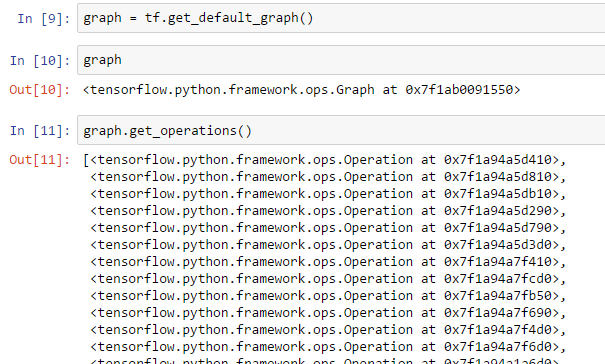 In [9]: graph = tf.get_default_graph()
In [10]: graph
Out[10]: <tensorflow.python.framework.ops.Graph at 0x7f1ab0091550>
In [11]: graph.get_operations()
Out[11]: [<tensorflow.python.framework.ops.Operation at 0x7f1a94a5d410>,
<tensorflow.python.framework.ops.Operation at 0x7f1a94a5d810>,
<tensorflow.python.framework.ops.Operation at 0x7f1a94a5db10>,
<tensorflow.python.framework.ops.Operation at 0x7f1a94a5d290>,
<tensorflow.python.framework.ops.Operation at 0x7f1a94a5d790>,
<tensorflow.python.framework.ops.Operation at 0x7f1a94a5d3d0>,
<tensorflow.python.framework.ops.Operation at 0x7f1a94a7f410>,
<tensorflow.python.framework.ops.Operation at 0x7f1a94a7fcd0>,
<tensorflow.python.framework.ops.Operation at 0x7f1a94a7fb50>,
<tensorflow.python.framework.ops.Operation at 0x7f1a94a7f690>,
<tensorflow.python.framework.ops.Operation at 0x7f1a94a7f4d0>,
<tensorflow.python.framework.ops.Operation at 0x7f1a94a7f6d0>,
<tensorflow.python.framework.ops.Operation at